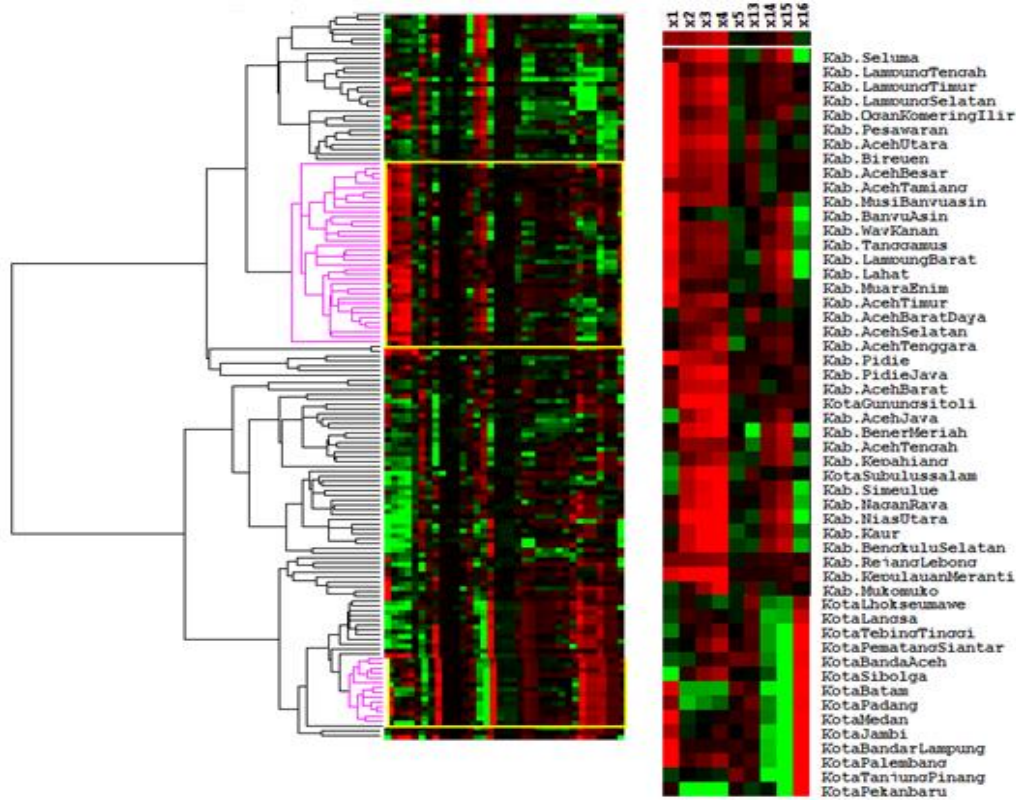 x1
x2
x3
x4
x5
x13
x14
x15
x16
Kab.Seluma
Kab.LampungTengah
Kab.LampungTimur
Kab.LampungSelatan
Kab.OganKomeringIlir
Kab.Pesawaran
Kab.AcehUtara
Kab.Bireuen
Kab.AcehBesar
Kab.AcehTamiang
Kab.MusiBanyuasin
Kab.BanyuAsin
Kab.WayKanan
Kab.Tanggamus
Kab.LampungBarat
Kab.Lahat
Kab.MuaraEnim
Kab.AcehTimur
Kab.AcehBaratDaya
Kab.AcehSelatan
Kab.AcehTenggara
Kab.Pidie
Kab.PidieJaya
Kab.AcehBarat
KotaGunungsitoli
Kab.AcehJaya
Kab.BenerMeriah
Kab.AcehTengah
Kab.Kepahiang
KotaSubulussalam
Kab.Simeulue
Kab.NaganRaya
Kab.NiasUtara
Kab.Kaur
Kab.BengkuluSelatan
Kab.RejangLebong
Kab.KepulauanMeranti
Kab.Mukomuko
KotaLhokseumawe
KotaLangsa
KotaTebingTinggi
KotaPematangSiantar
KotaBandaAceh
KotaSibolga
KotaBatam
KotaPadang
KotaMedan
KotaJambi
KotaBandarLampung
KotaPalembang
KotaTanjungPinang
KotaPekanbaru